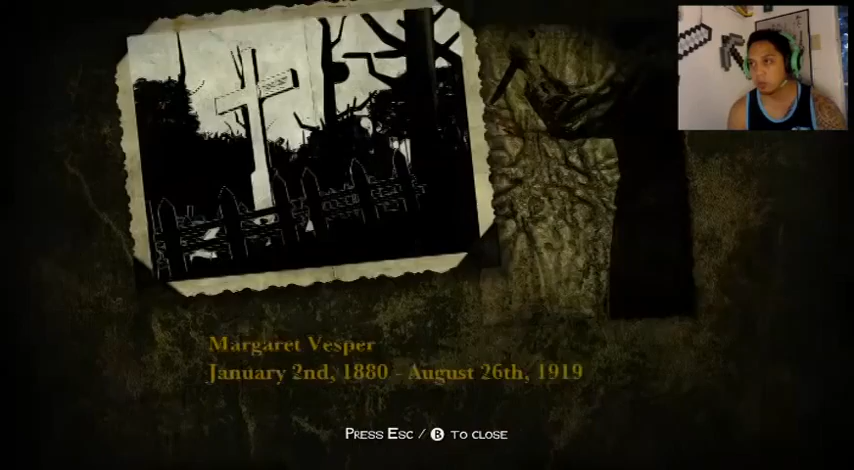 Margaret Vesper
January 2nd, 1880 - August 26th, 1919
Press Esc / B to close